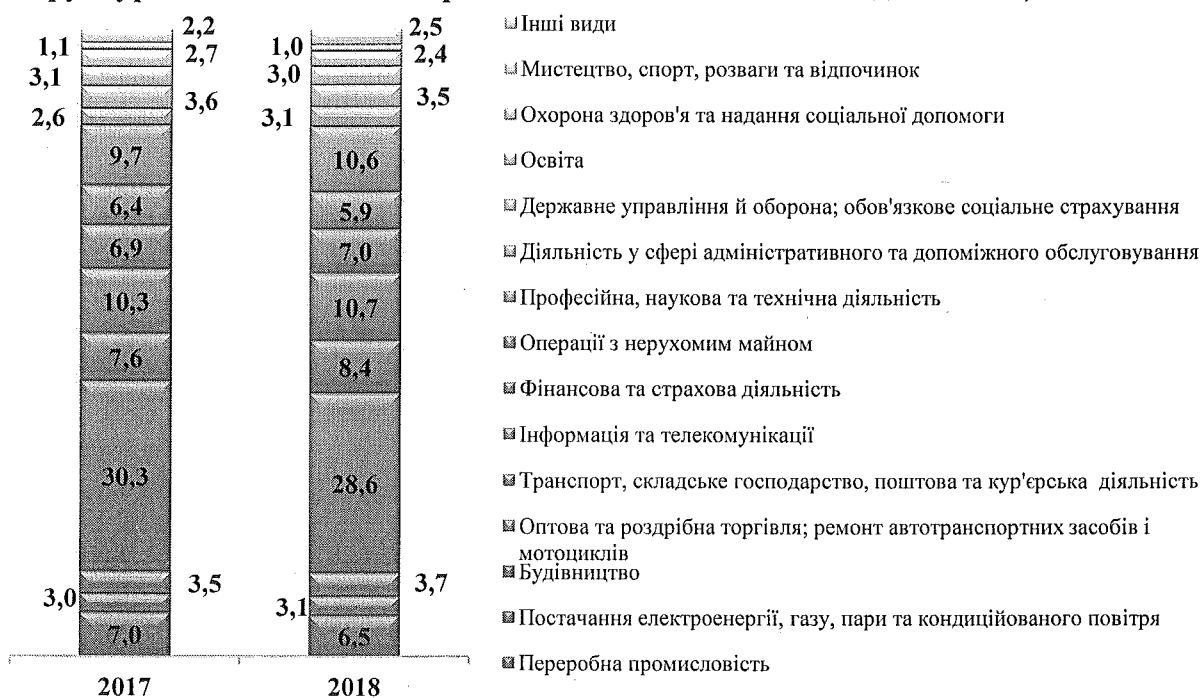 2,2
1,1
2,7
3,1
3,6
2,6
9,7
6,4
6,9
10,3
7,6
30,3
3,5
3,0
7,0
2017
2,5
1,0
2,4
3,0
3,5
3,1
10,6
5,9
7,0
10,7
8,4
28,6
3,7
3,1
6,5
2018
Інші види
Мистецтво, спорт, розваги та відпочинок
Охорона здоров'я та надання соціальної допомоги
Освіта
Державне управління й оборона; обов'язкове соціальне страхування
Діяльність у сфері адміністративного та допоміжного обслуговування
Професійна, наукова та технічна діяльність
Операції з нерухомим майном
Фінансова та страхова діяльність
Інформація та телекомунікації
Транспорт, складське господарство, поштова та кур'єрська діяльність
Оптова та роздрібна торгівля; ремонт автотранспортних засобів і
мотоциклів
Будівництво
Постачання електроенергії, газу, пари та кондиційованого повітря
Переробна промисловість